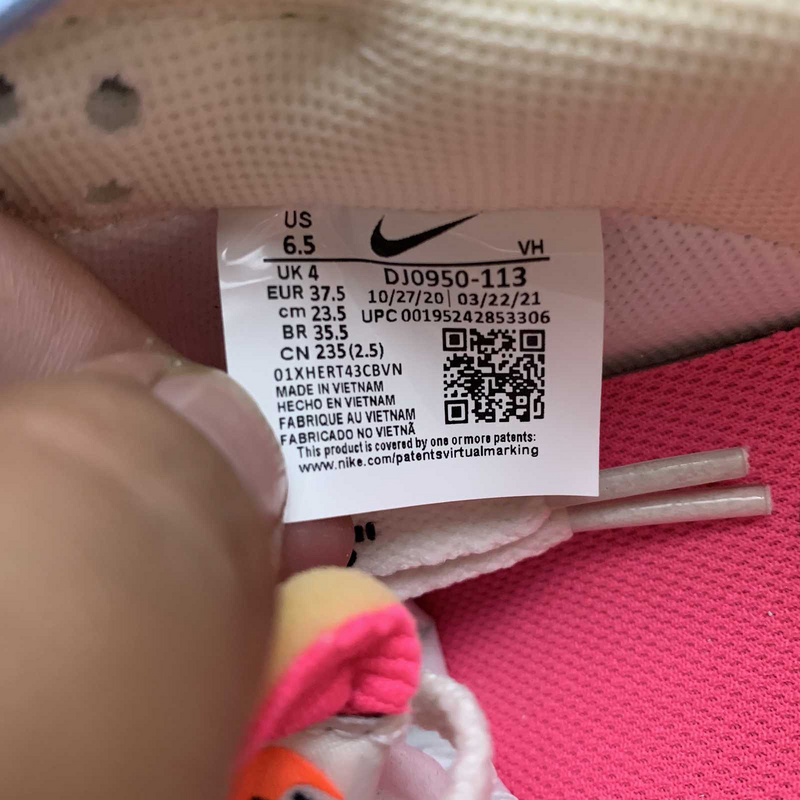 US
6.5 VH
UK 4 DJ0950-113
EUR 37.5 10/27/20 | 03/22/21
cm 23.5 UPC 00195242853306
BR 35.5
CN 235(2.5)
01XHERT43CBVN
MADE IN VIETNAM
HECHO EN VIETNAM
FABRIQUE AU VIETNAM
FABRICADO NO VIETNÃ
This product is covered by one or more patents:
www.nike.com/patentsvirtualmarking